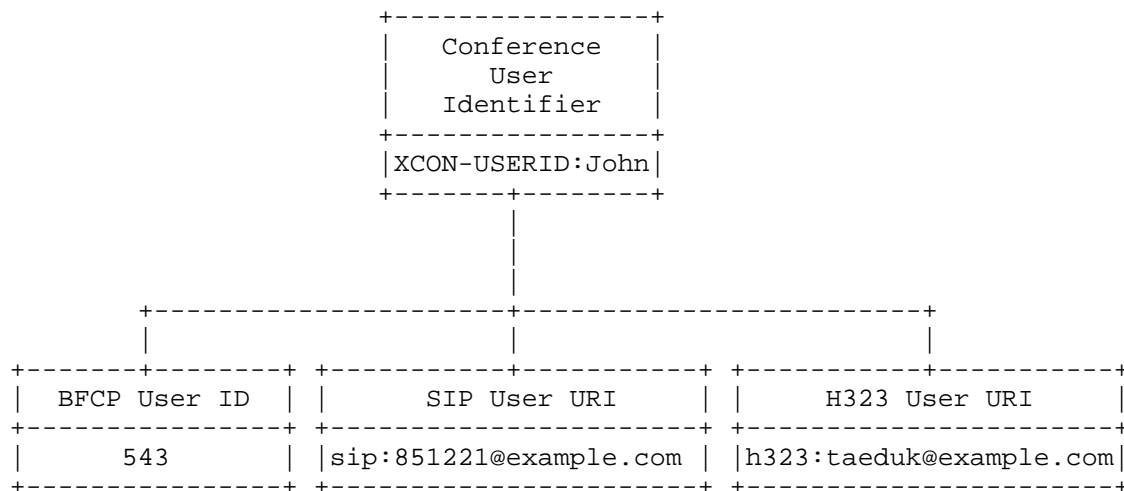 Conference
User
Identifier
XCON-USERID:John
BFCP User ID SIP User URI H323 User URI
543 sip:851221@example.com h323:taeduk@example.com